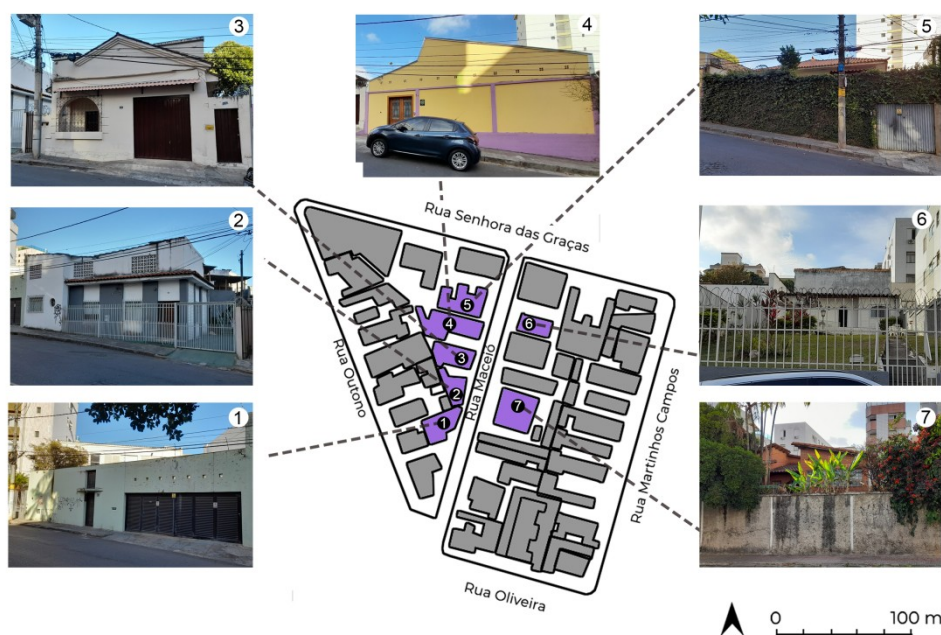 3
4
5
2
6
1
7
Rua Senhora das Graças
Rua Outono
Rua Maceió
Rua Martinhos Campos
Rua Oliveira
5
4
6
3
2
7
1
0
100 m